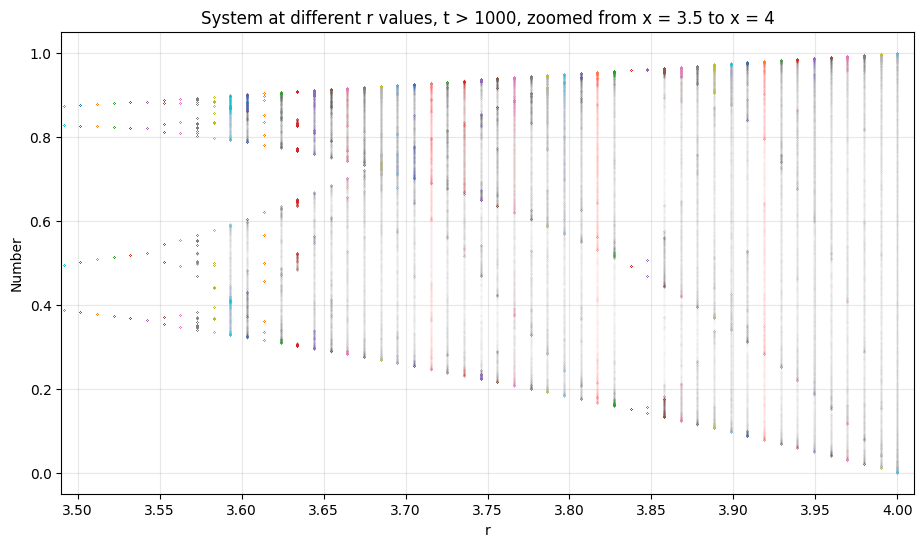 System at different r values, t > 1000, zoomed from x = 3.5 to x = 4
1.0
0.8
0.6
0.4
0.2
0.0
Number
3.50 3.55 3.60 3.65 3.70 3.75 3.80 3.85 3.90 3.95 4.00
r